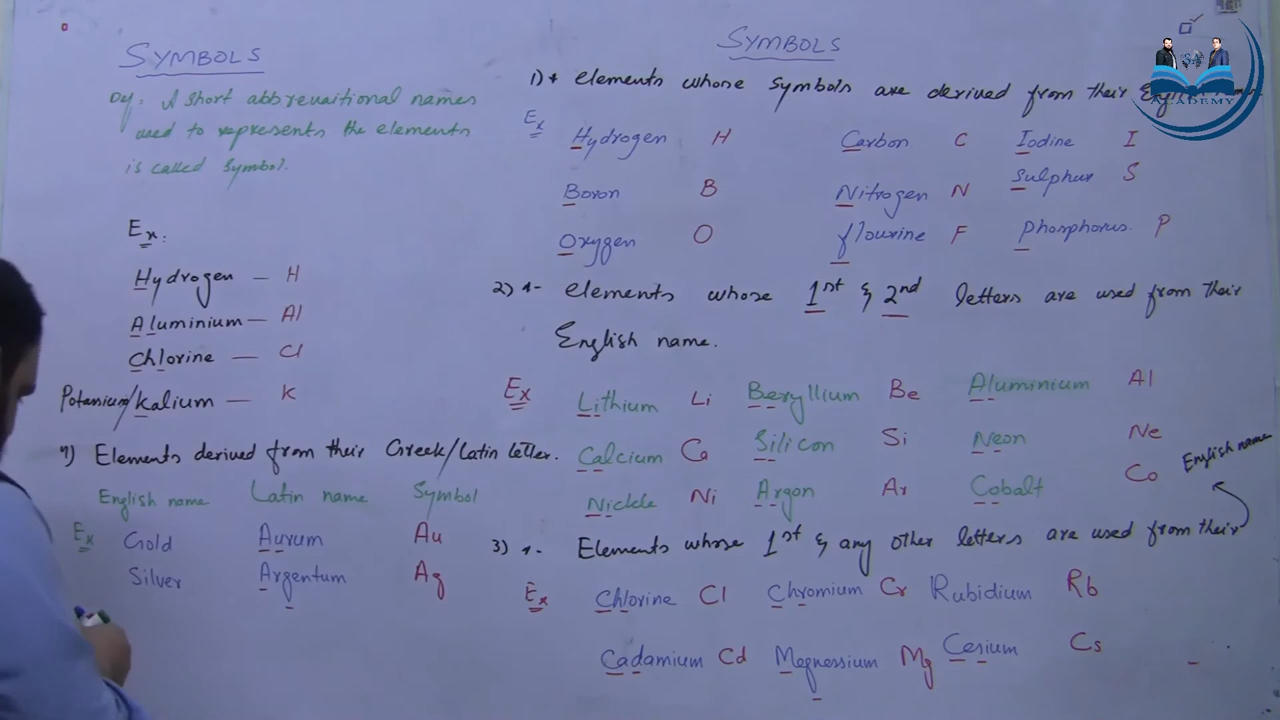 SYMBOLS
Def: A short abbrevaitional names
used to represents the elements
is called symbol.
Ex:
Hydrogen — H
Aluminium — Al
Chlorine — Cl
Potassium/Kalium — K
4) Elements derived from their Greek/Latin letter.
English name Latin name Symbol
Ex Gold Aurum Au
Silver Argentum Ag
SYMBOLS
1) Elements whose symbols are derived from their English
Ex Hydrogen H Carbon C Iodine I
Boron B Nitrogen N Sulphur S
Oxygen O flourine F Phosphorus. P
2) Elements whose 1st & 2nd letters are used from their
English name.
Ex Lithium Li Beryllium Be Aluminium Al
Calcium Ca Silicon Si Neon Ne
Nickle Ni Argon Ar Cobalt Co
3) Elements whose 1st & any other letters are used from their
English name
Ex Chlorine Cl Chromium Cr Rubidium Rb
Cadamium Cd Megnessium Mg Cesium Cs
ACADEMY